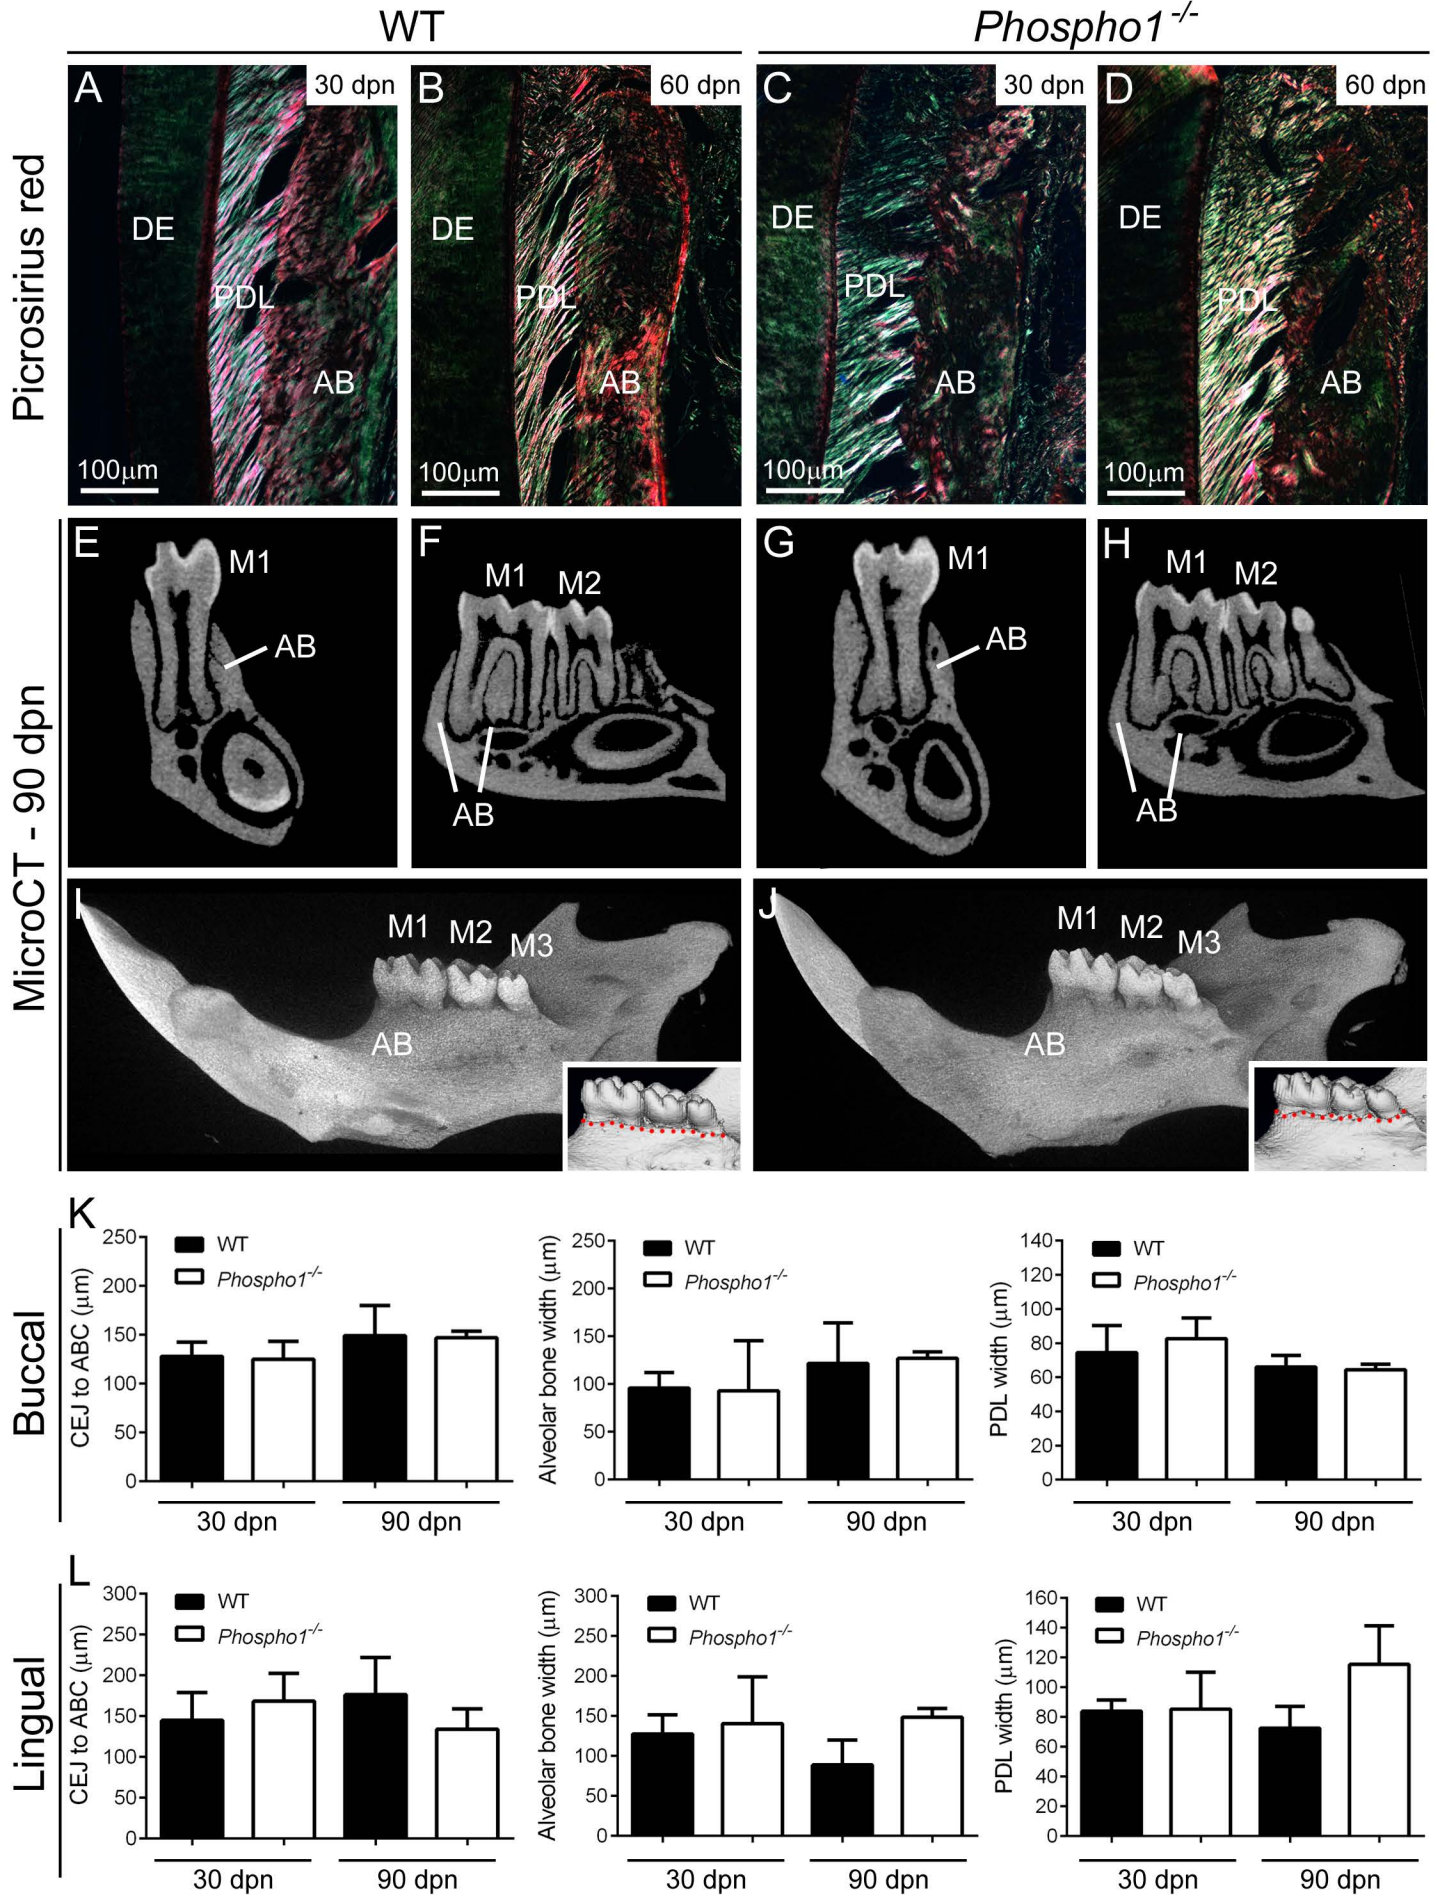 WT
Phospho1-/-
Picrosirius red
A
30 dpn
DE
PDL
AB
100μm
B
60 dpn
DE
PDL
AB
100μm
C
30 dpn
DE
PDL
AB
100μm
D
60 dpn
DE
PDL
AB
100μm
MicroCT - 90 dpn
E
M1
AB
F
M1
M2
AB
G
M1
AB
H
M1
M2
AB
I
M1
M2
M3
AB
J
M1
M2
M3
AB
Buccal
K
CEJ to ABC (μm)
250
200
150
100
50
0
WT
Phospho1-/-
30 dpn
90 dpn
Alveolar bone width (μm)
250
200
150
100
50
0
WT
Phospho1-/-
30 dpn
90 dpn
PDL width (μm)
140
120
100
80
60
40
20
0
WT
Phospho1-/-
30 dpn
90 dpn
Lingual
L
CEJ to ABC (μm)
300
250
200
150
100
50
0
WT
Phospho1-/-
30 dpn
90 dpn
Alveolar bone width (μm)
300
250
200
150
100
50
0
WT
Phospho1-/-
30 dpn
90 dpn
PDL width (μm)
160
140
120
100
80
60
40
20
0
WT
Phospho1-/-
30 dpn
90 dpn